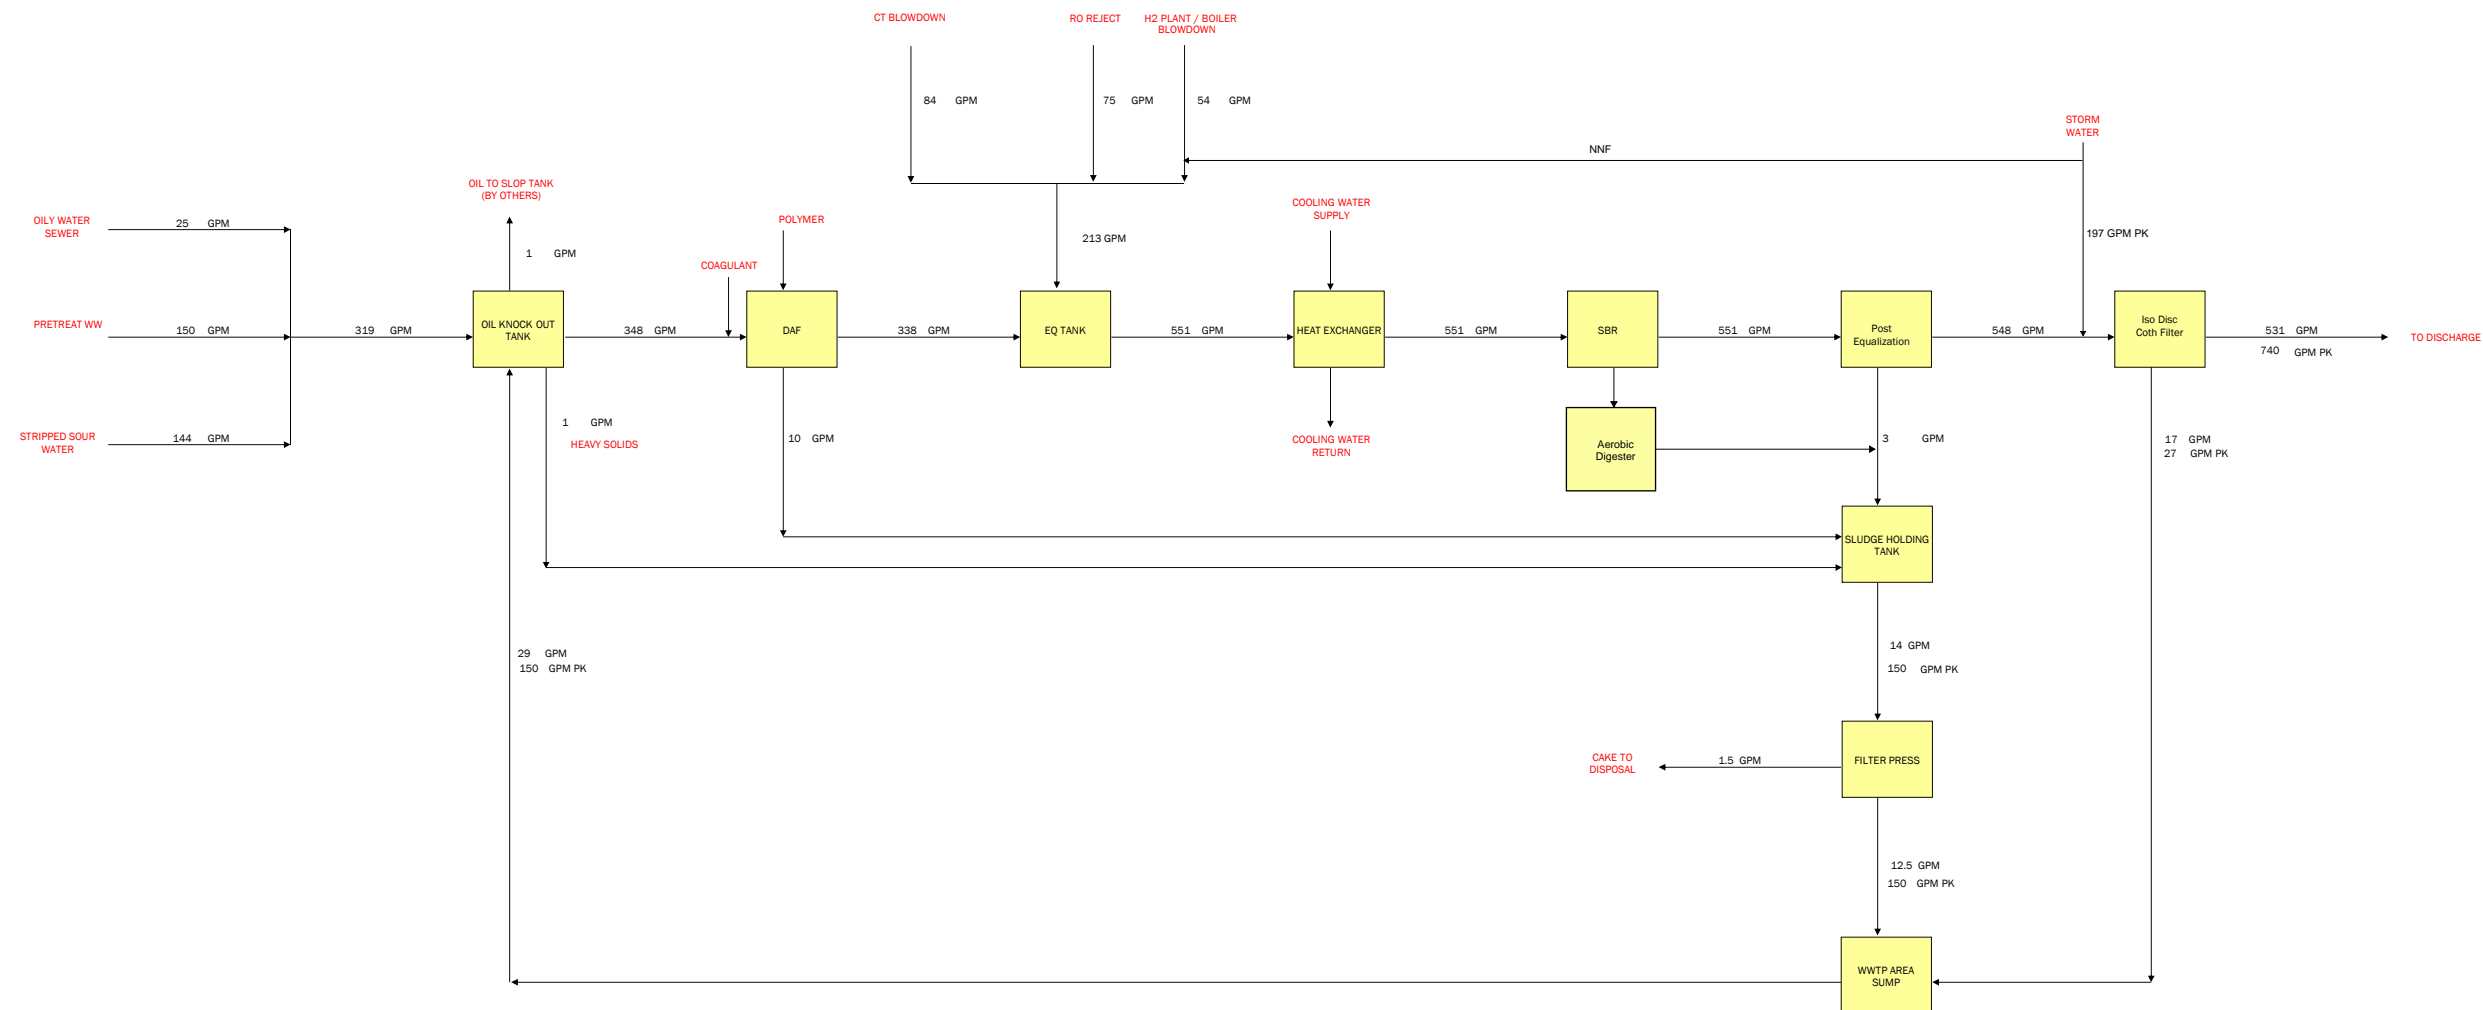 CT BLOWDOWN
RO REJECT
H2 PLANT / BOILER
BLOWDOWN
84 GPM
75 GPM
54 GPM
STORM
WATER
NNF
OIL TO SLOP TANK
(BY OTHERS)
COOLING WATER
SUPPLY
OILY WATER
SEWER
25 GPM
POLYMER
213 GPM
197 GPM PK
1 GPM
COAGULANT
PRETREAT WW
150 GPM
319 GPM
OIL KNOCK OUT
TANK
348 GPM
DAF
338 GPM
EQ TANK
551 GPM
HEAT EXCHANGER
551 GPM
SBR
551 GPM
Post
Equalization
548 GPM
Iso Disc
Coth Filter
531 GPM
740 GPM PK
TO DISCHARGE
STRIPPED SOUR
WATER
144 GPM
1 GPM
HEAVY SOLIDS
10 GPM
COOLING WATER
RETURN
Aerobic
Digester
3 GPM
17 GPM
27 GPM PK
SLUDGE HOLDING
TANK
29 GPM
150 GPM PK
14 GPM
150 GPM PK
CAKE TO
DISPOSAL
1.5 GPM
FILTER PRESS
12.5 GPM
150 GPM PK
WWTP AREA
SUMP